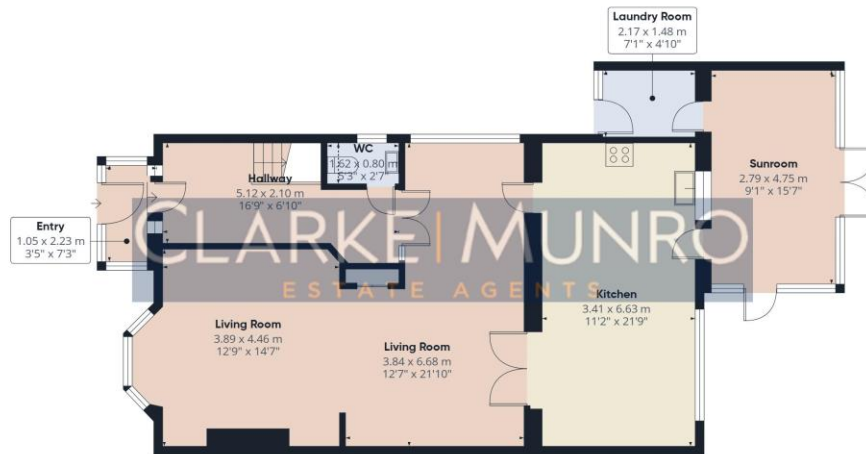 Laundry Room
2.17 x 1.48 m
7'1" x 4'10"
WC
1.62 x 0.80 m
5'3" x 2'7"
Hallway
5.12 x 2.10 m
16'9" x 6'10"
Sunroom
2.79 x 4.75 m
9'1" x 15'7"
Entry
1.05 x 2.23 m
3'5" x 7'3"
CLARKE MUNRO
ESTATE AGENTS
Kitchen
3.41 x 6.63 m
11'2" x 21'9"
Living Room
3.89 x 4.46 m
12'9" x 14'7"
Living Room
3.84 x 6.68 m
12'7" x 21'10"